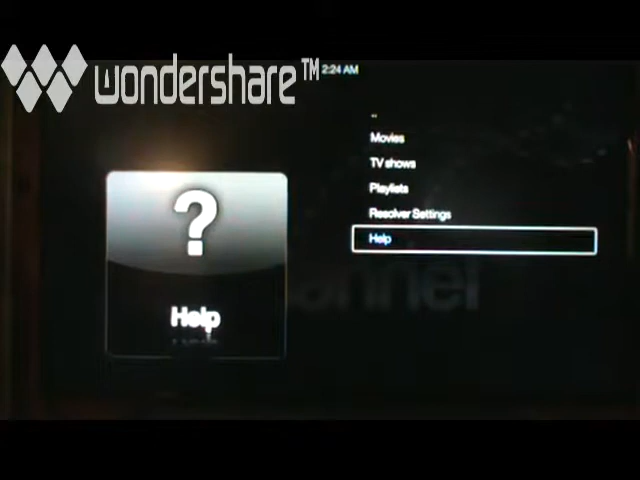 wondershare™
2:24 AM
..
Movies
TV shows
Playlists
Resolver Settings
Help
?
Help